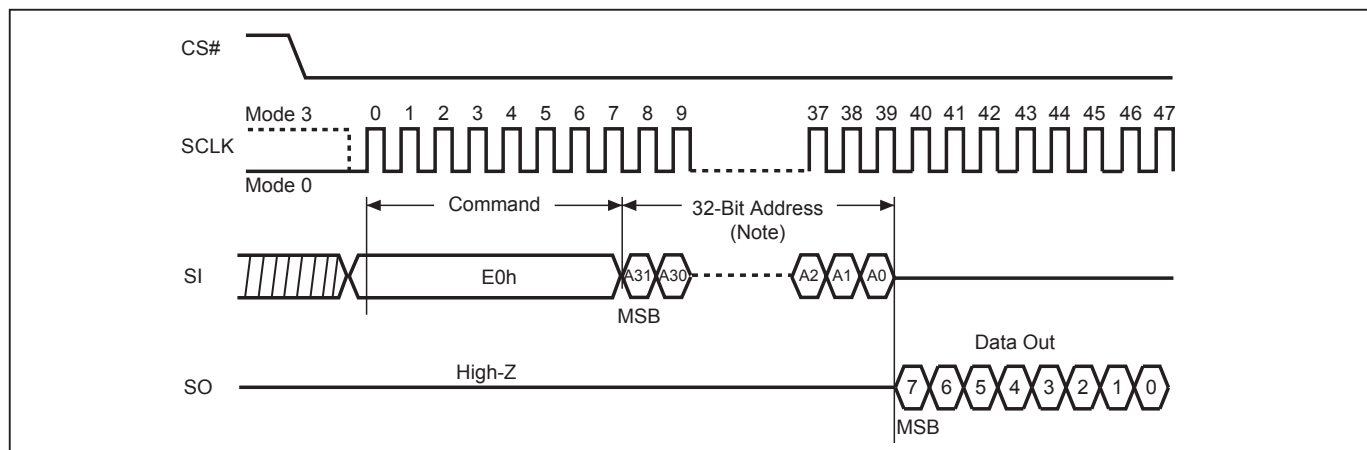 CS#
Mode 3
0 1 2 3 4 5 6 7 8 9 37 38 39 40 41 42 43 44 45 46 47
SCLK
Mode 0
Command
32-Bit Address
(Note)
SI
E0h
A31 A30 A2 A1 A0
MSB
Data Out
High-Z
SO
7 6 5 4 3 2 1 0
MSB